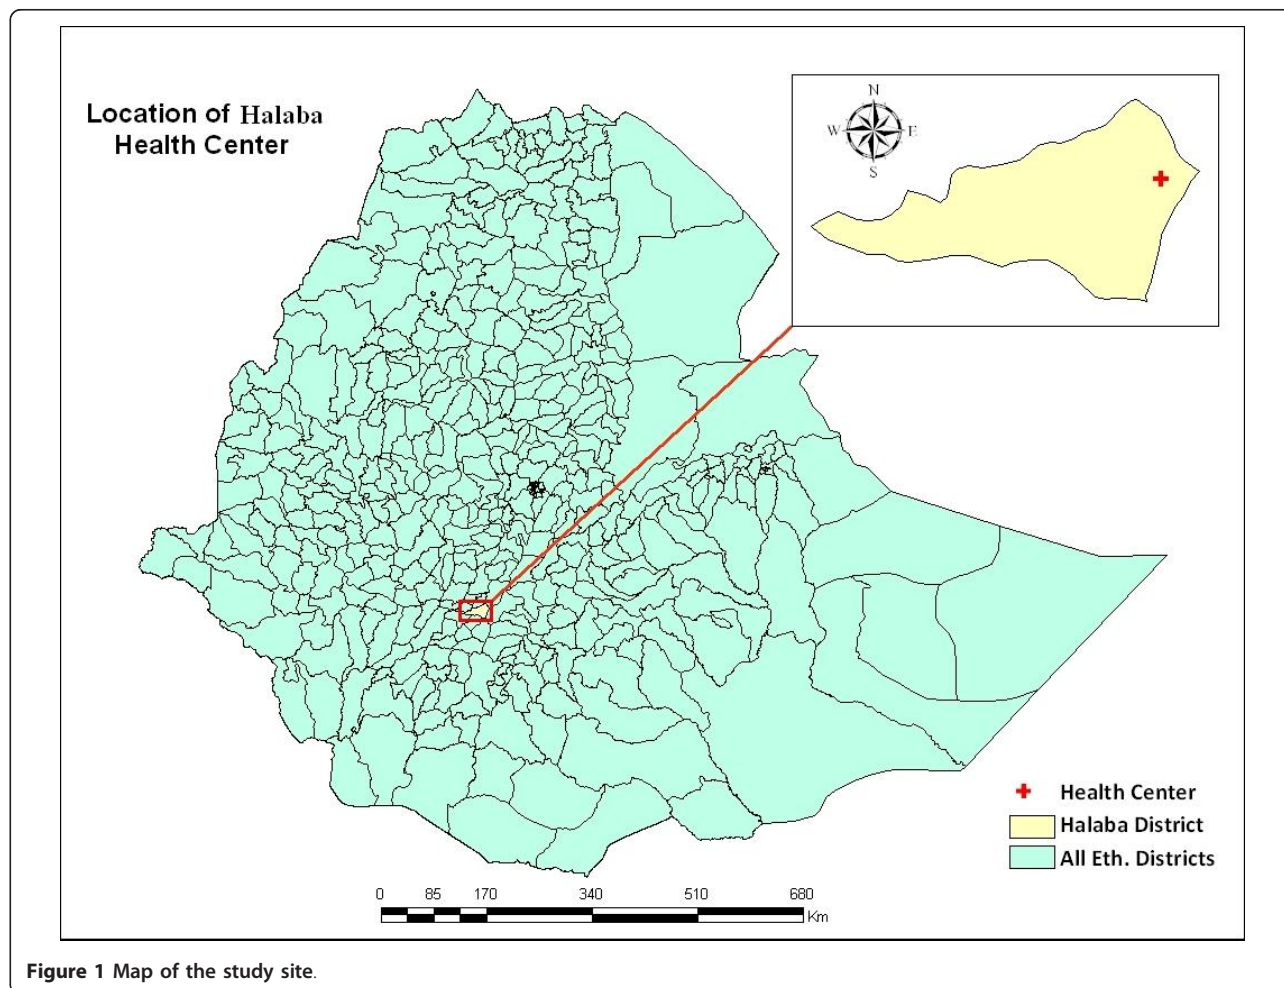 Location of Halaba
Health Center
N
W E
S
Health Center
Halaba District
All Eth. Districts
0 85 170 340 510 680
Km
Figure 1 Map of the study site.